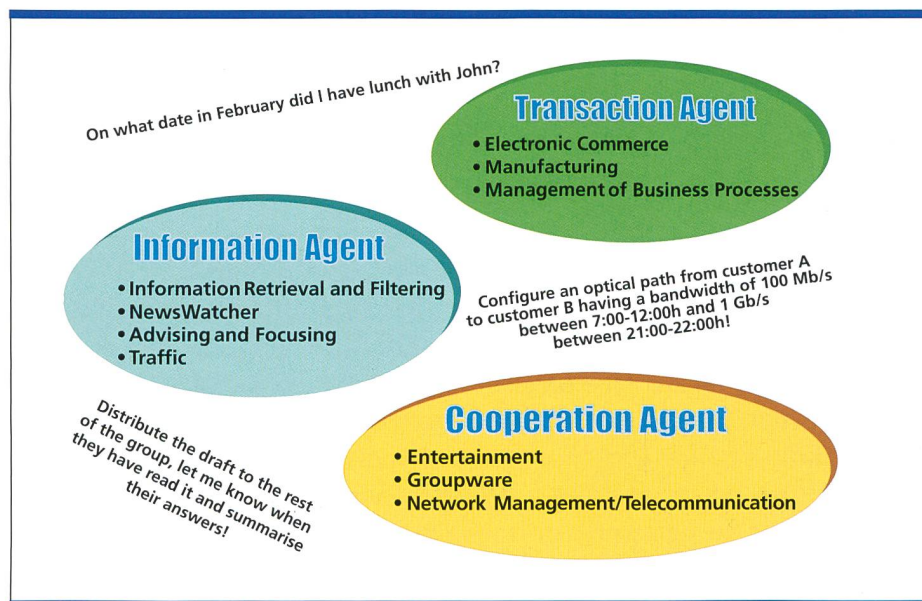 On what date in February did I have lunch with John?
Transaction Agent
• Electronic Commerce
• Manufacturing
• Management of Business Processes
Information Agent
• Information Retrieval and Filtering
• NewsWatcher
• Advising and Focusing
• Traffic
Configure an optical path from customer A
to customer B having a bandwidth of 100 Mb/s
between 7:00-12:00h and 1 Gb/s
between 21:00-22:00h!
Distribute the draft to the rest
of the group, let me know when
they have read it and summarise
their answers!
Cooperation Agent
• Entertainment
• Groupware
• Network Management/Telecommunication